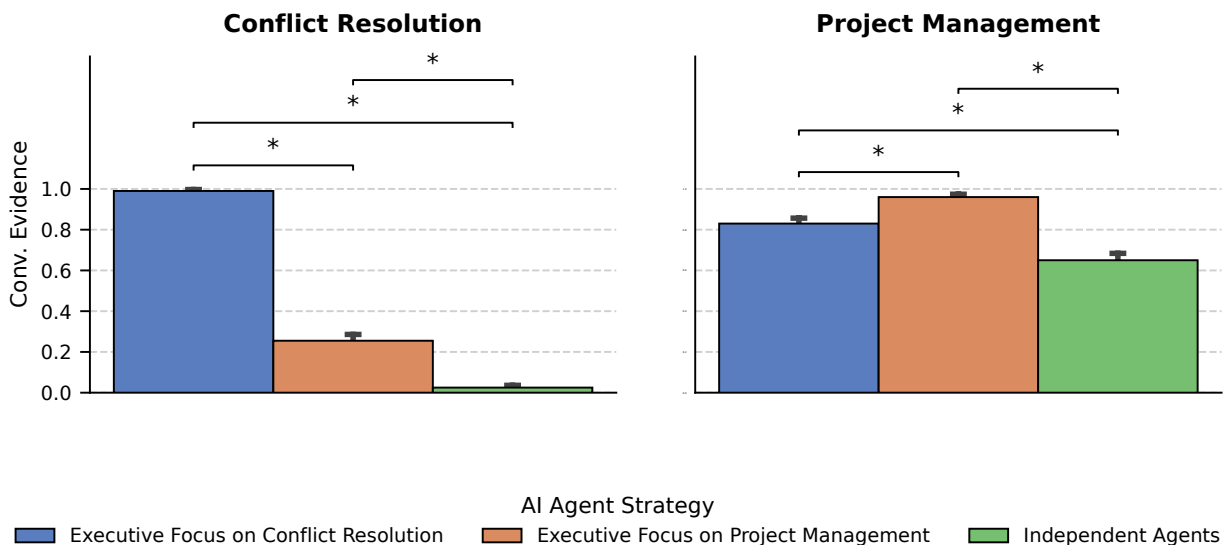 Conflict Resolution
Project Management
*
*
*
*
*
*
Conv. Evidence
1.0
0.8
0.6
0.4
0.2
0.0
AI Agent Strategy
Executive Focus on Conflict Resolution
Executive Focus on Project Management
Independent Agents